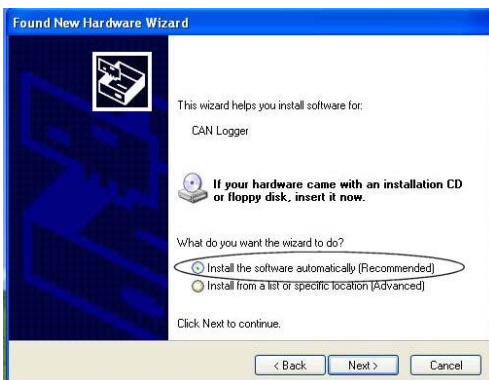 Found New Hardware Wizard
This wizard helps you install software for:
CAN Logger
If your hardware came with an installation CD
or floppy disk, insert it now.
What do you want the wizard to do?
Install the software automatically (Recommended)
Install from a list or specific location (Advanced)
Click Next to continue.
< Back
Next >
Cancel